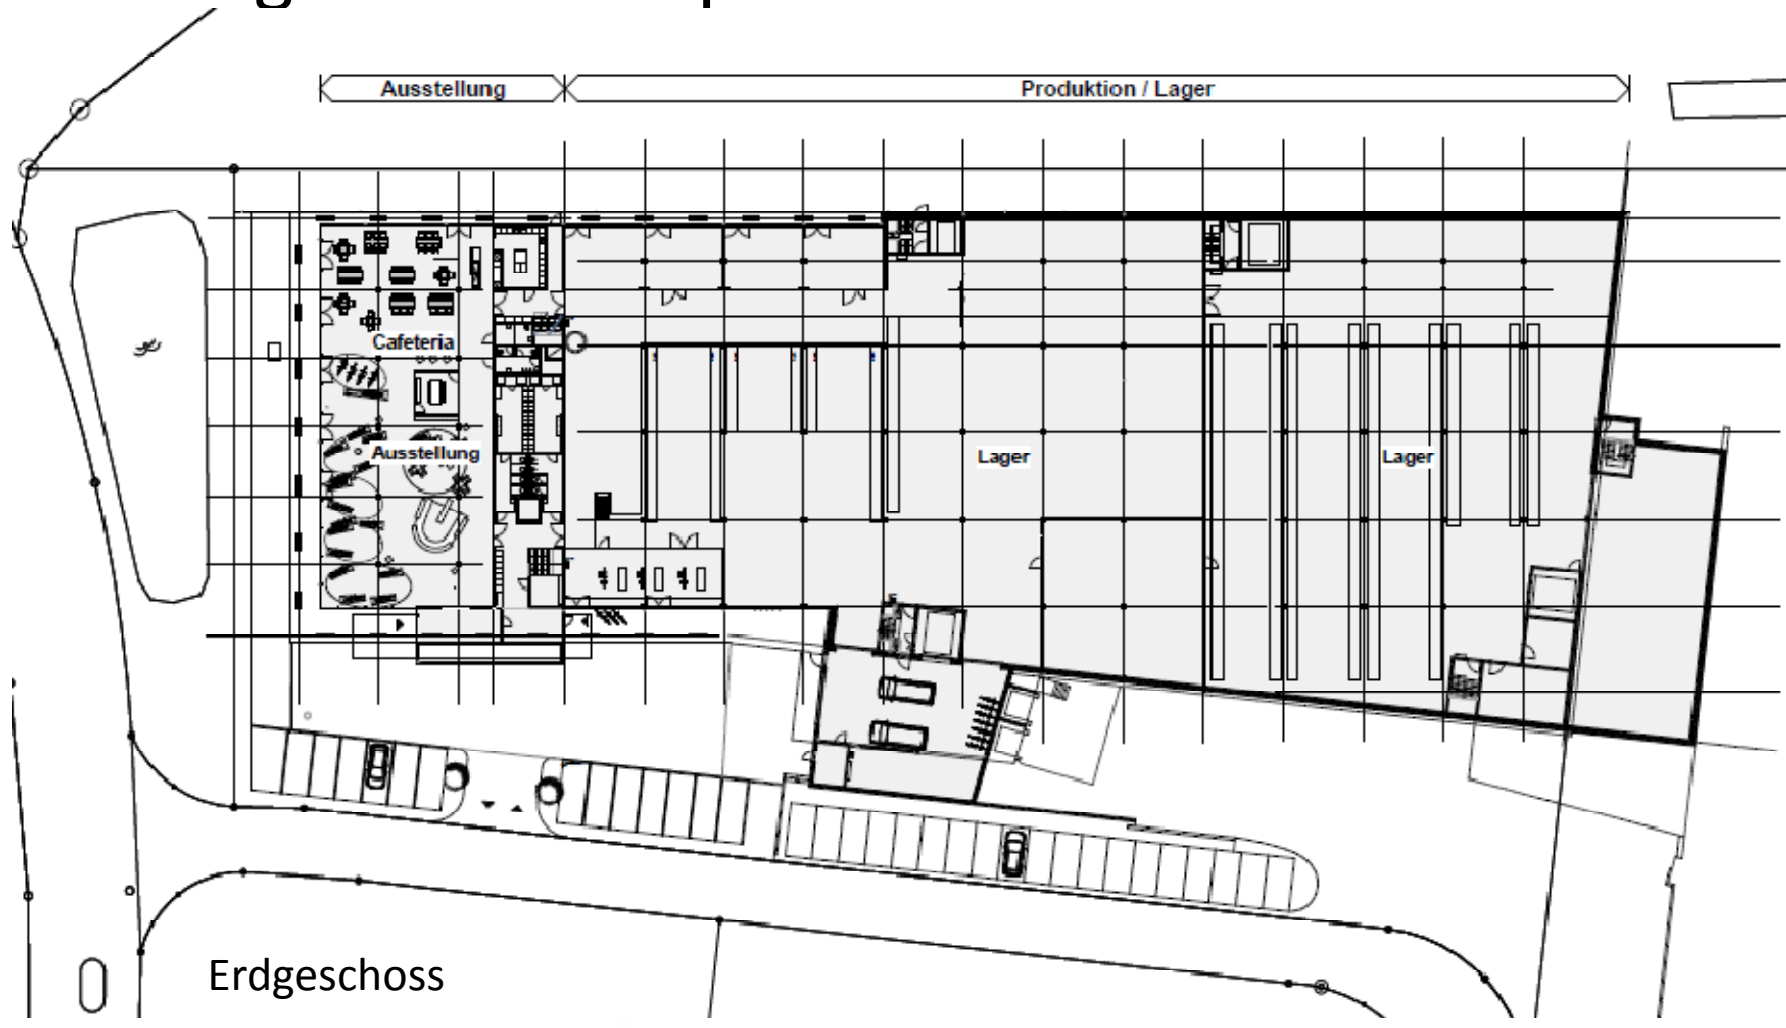 Ausstellung
Produktion / Lager
Cafeteria
Ausstellung
Lager
Lager
Erdgeschoss